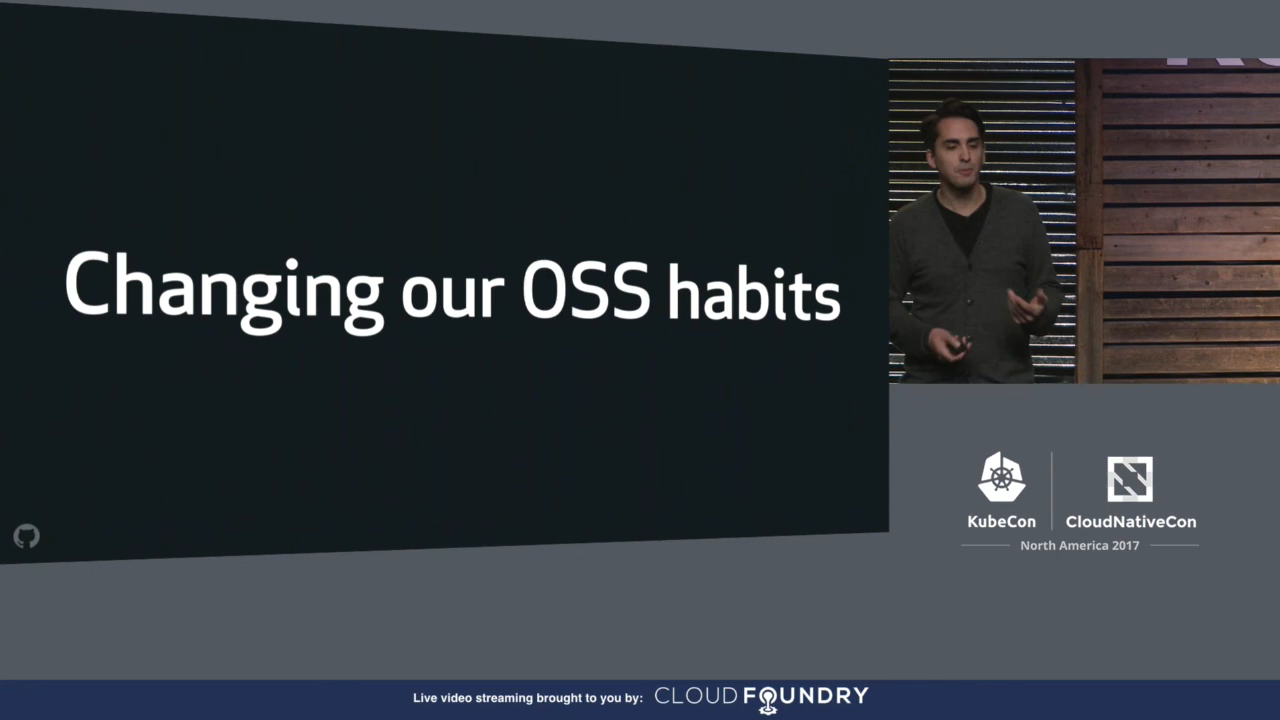 Changing our OSS habits
KubeCon
CloudNativeCon
North America 2017
Live video streaming brought to you by: CLOUD FOUNDRY